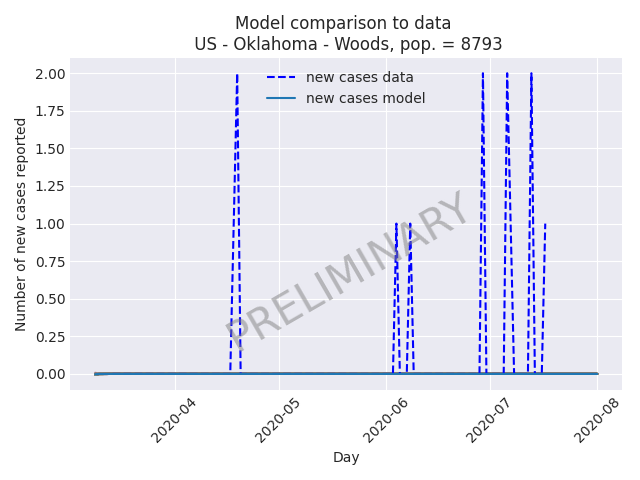 Model comparison to data
US - Oklahoma - Woods, pop. = 8793
new cases data
new cases model
Number of new cases reported
2.00
1.75
1.50
1.25
1.00
0.75
0.50
0.25
0.00
PRELIMINARY
2020-04
2020-05
2020-06
2020-07
2020-08
Day